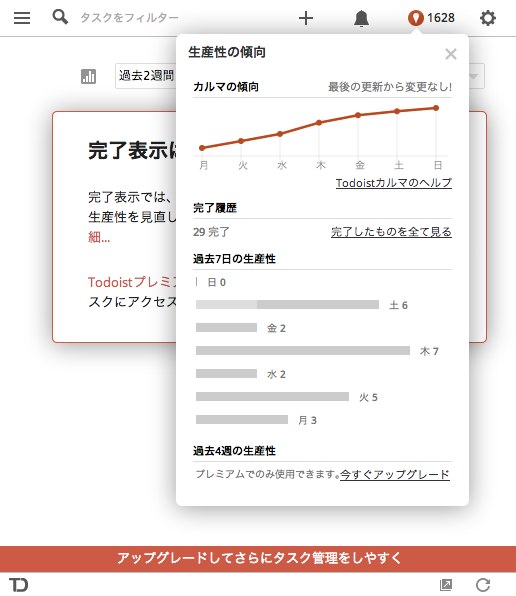 タスクをフィルター
1628
生産性の傾向
過去2週間
カルマの傾向
最後の更新から変更なし!
月 火 水 木 金 土 日
Todoistカルマのヘルプ
完了履歴
29 完了
完了したものを全て見る
過去7日の生産性
日 0
土 6
金 2
木 7
水 2
火 5
月 3
過去4週の生産性
プレミアムでのみ使用できます。今すぐアップグレード
完了表示は
完了表示では、
生産性を見直し
細...
Todoistプレミ
スクにアクセス
アップグレードしてさらにタスク管理をしやすく
TD